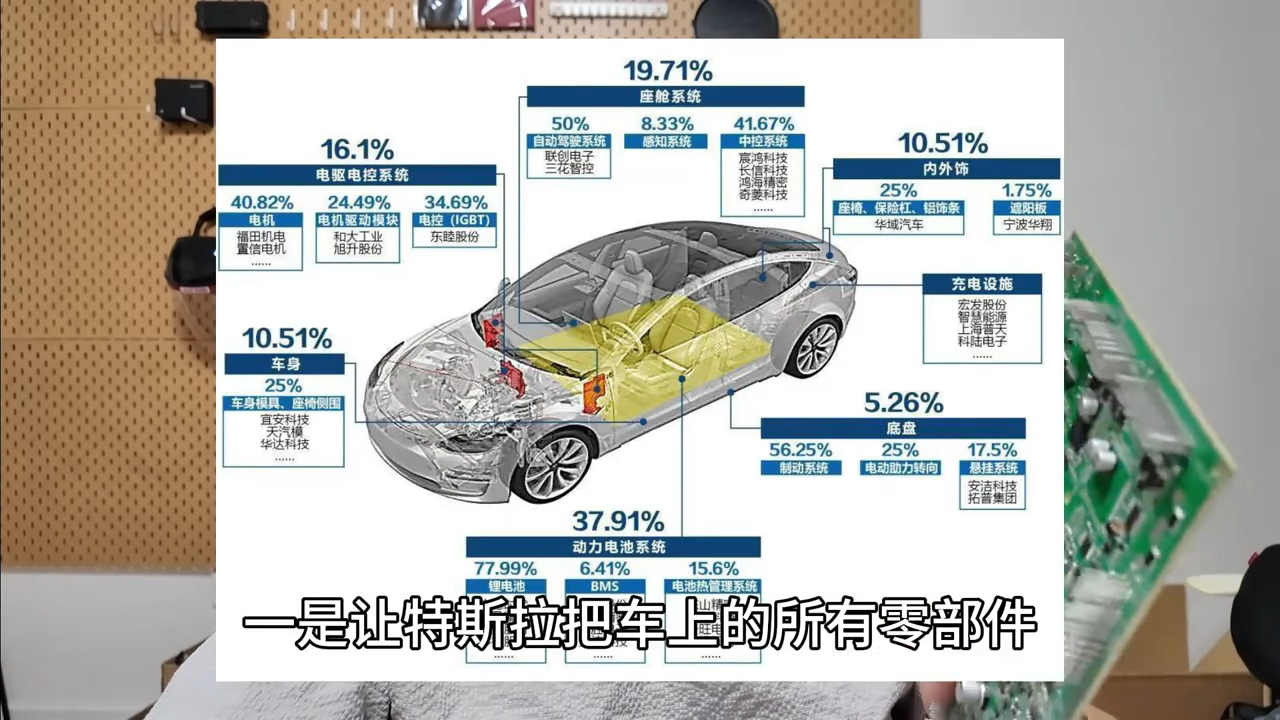 19.71%
座舱系统
50%
自动驾驶系统
联创电子
三花智控
8.33%
感知系统
41.67%
中控系统
宸鸿科技
长信科技
鸿海精密
奇菱科技
......
16.1%
电驱电控系统
40.82%
电机
福田机电
置信电机
......
24.49%
电机驱动模块
和大工业
旭升股份
34.69%
电控（IGBT）
东睦股份
10.51%
内外饰
25%
座椅、保险杠、铝饰条
华域汽车
1.75%
遮阳板
宁波华翔
充电设施
宏发股份
智慧能源
上海普天
科陆电子
......
10.51%
车身
25%
车身模具、座椅侧围
宜安科技
天汽模
华达科技
......
5.26%
底盘
56.25%
制动系统
25%
电动助力转向
17.5%
悬挂系统
安洁科技
拓普集团
37.91%
动力电池系统
77.99%
锂电池
......
6.41%
BMS
......
15.6%
电池热管理系统
......
一是让特斯拉把车上的所有零部件